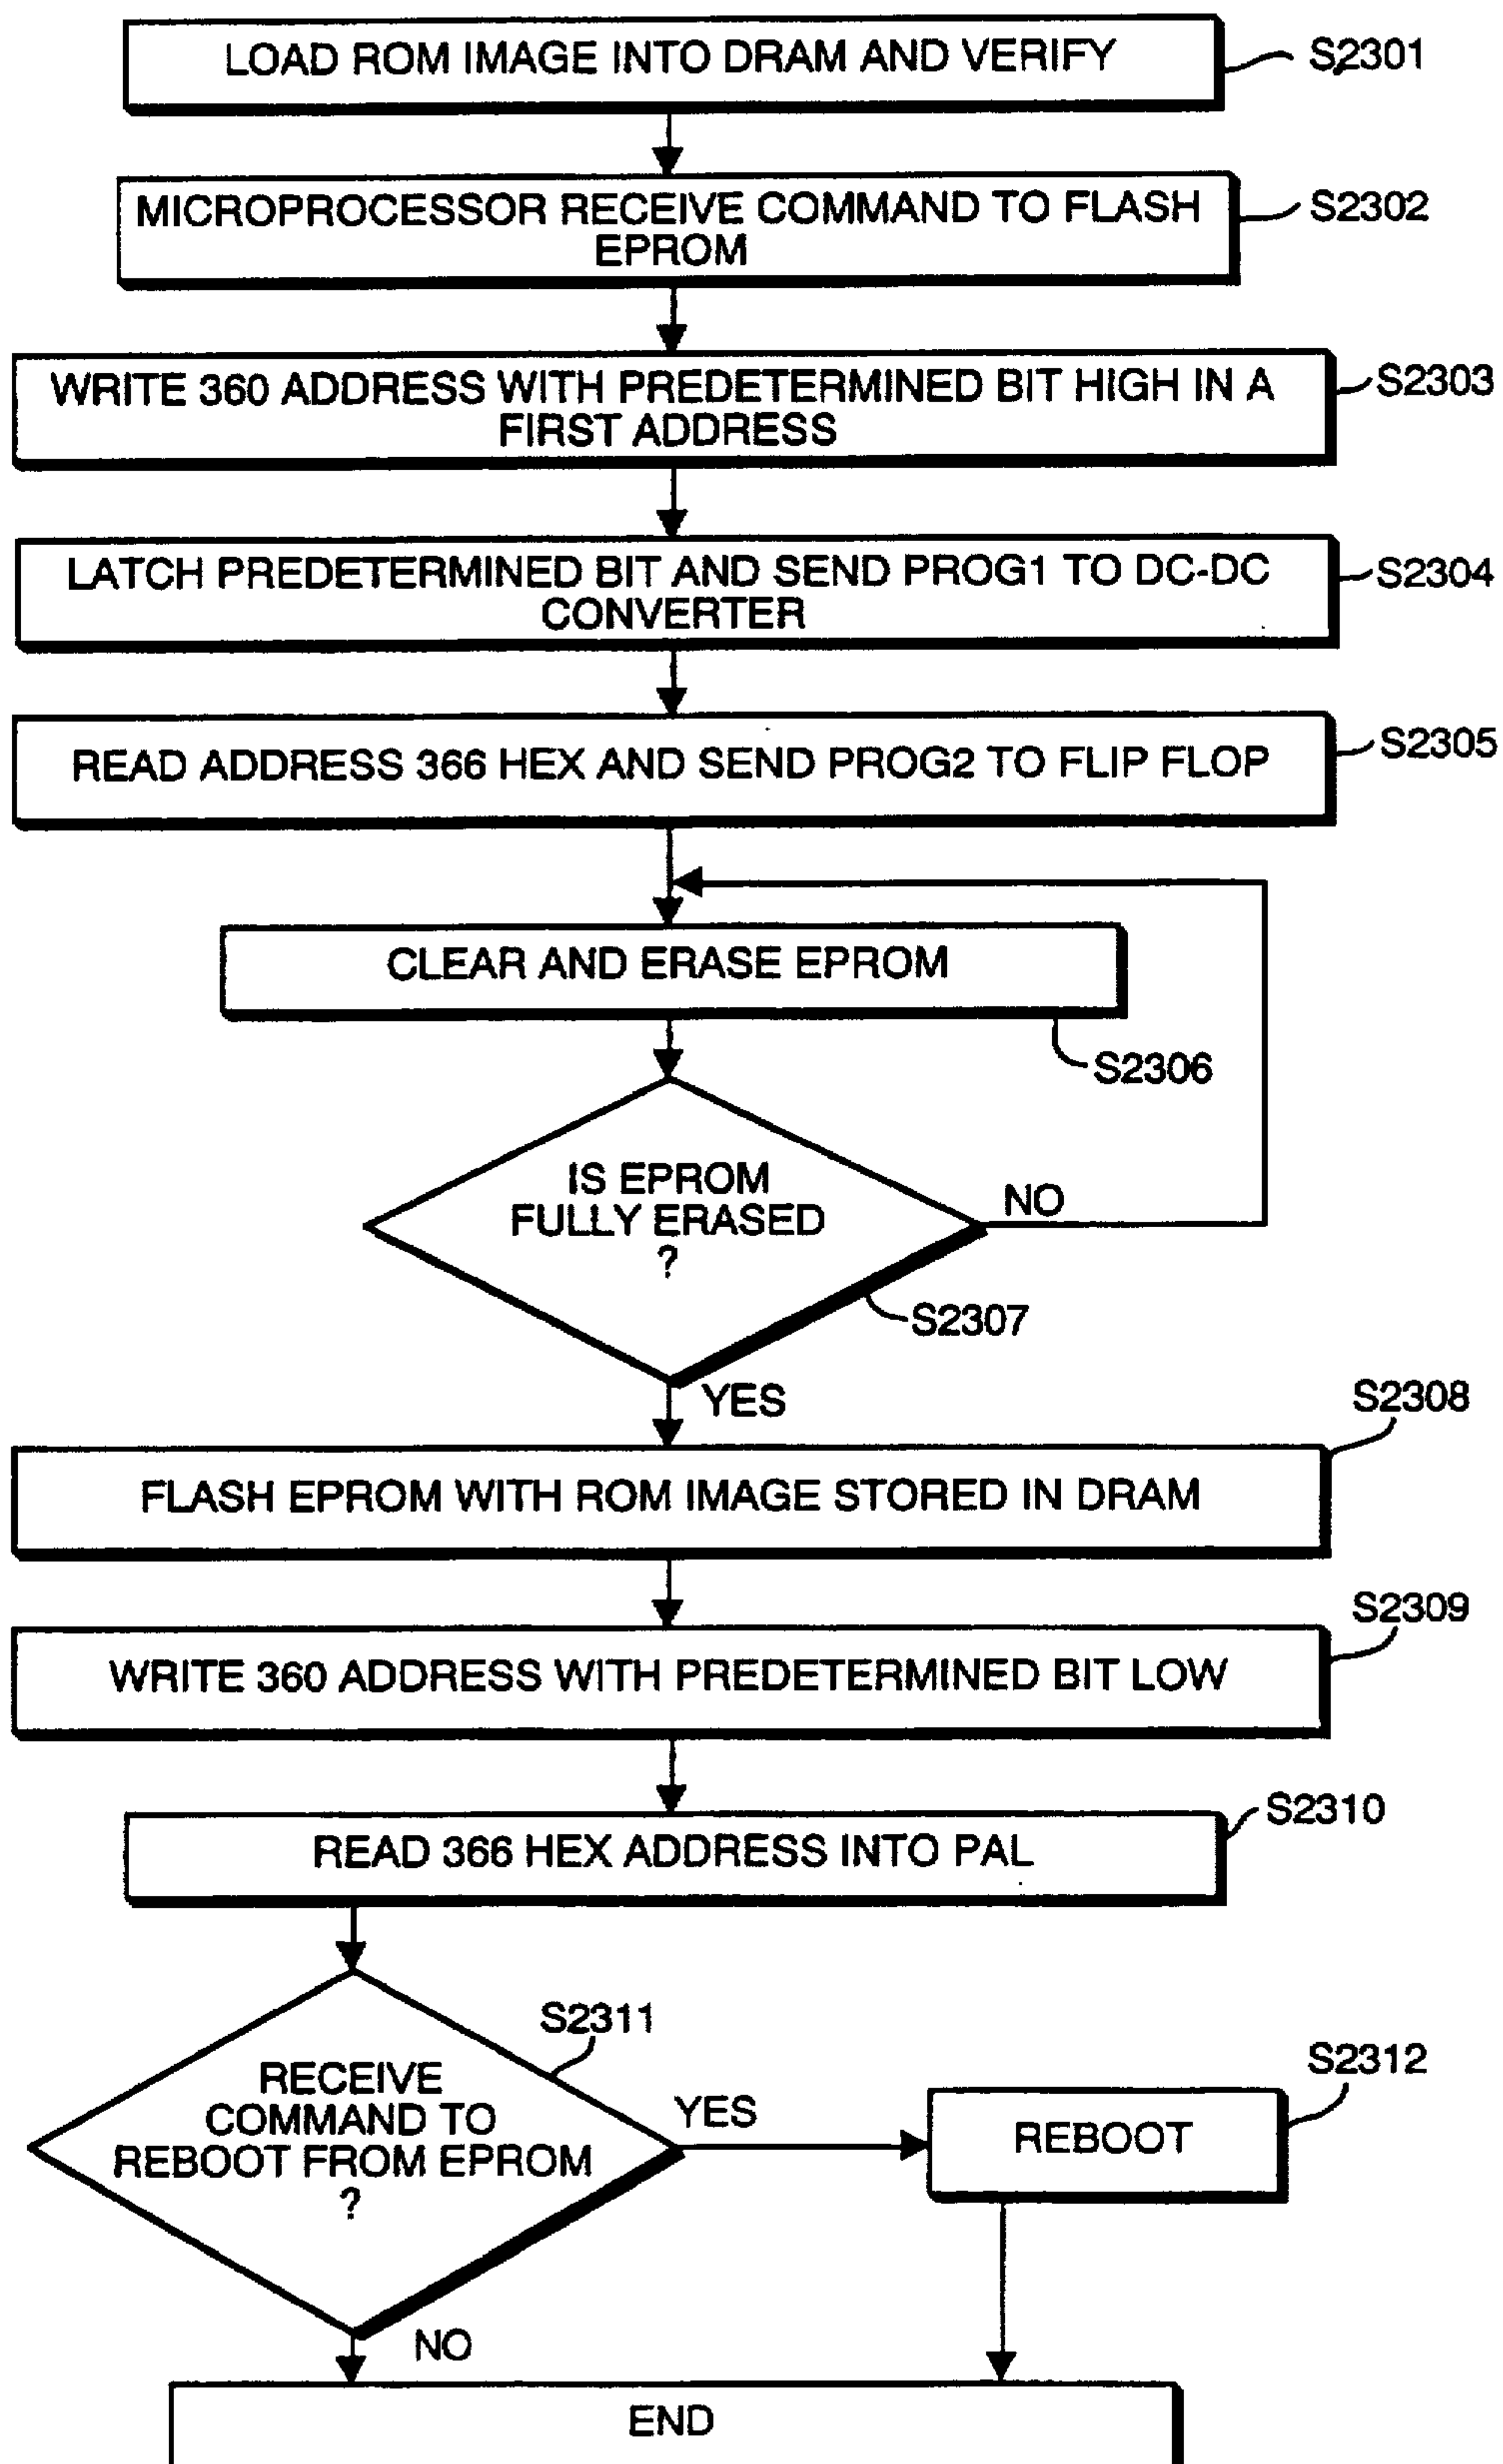 LOAD ROM IMAGE INTO DRAM AND VERIFY
S2301
MICROPROCESSOR RECEIVE COMMAND TO FLASH
EPROM
S2302
WRITE 360 ADDRESS WITH PREDETERMINED BIT HIGH IN A
FIRST ADDRESS
S2303
LATCH PREDETERMINED BIT AND SEND PROG1 TO DC-DC
CONVERTER
S2304
READ ADDRESS 366 HEX AND SEND PROG2 TO FLIP FLOP
S2305
CLEAR AND ERASE EPROM
S2306
IS EPROM
FULLY ERASED
?
NO
S2307
YES
S2308
FLASH EPROM WITH ROM IMAGE STORED IN DRAM
S2309
WRITE 360 ADDRESS WITH PREDETERMINED BIT LOW
S2310
READ 366 HEX ADDRESS INTO PAL
S2311
RECEIVE
COMMAND TO
REBOOT FROM EPROM
?
YES
S2312
REBOOT
NO
END